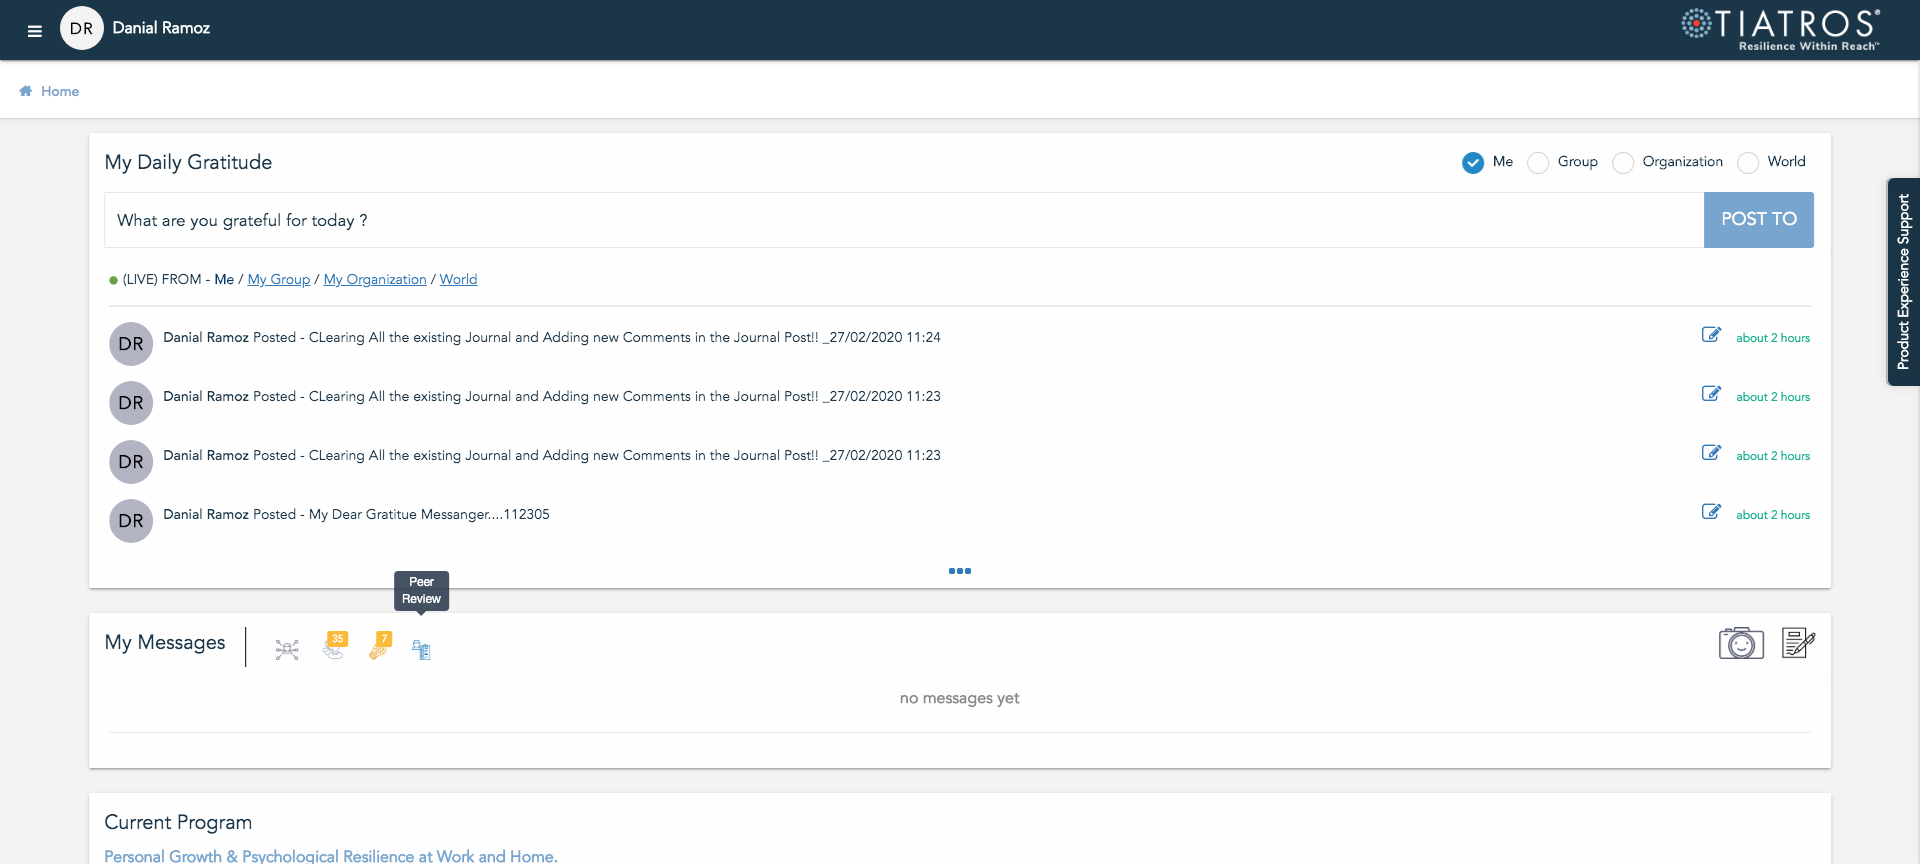 DR
Danial Ramoz
TIATROS®
Resilience Within Reach™
Home
My Daily Gratitude
Me
Group
Organization
World
What are you grateful for today ?
POST TO
Product Experience Support
(LIVE) FROM - Me / My Group / My Organization / World
DR
Danial Ramoz Posted - CLearing All the existing Journal and Adding new Comments in the Journal Post!! _27/02/2020 11:24
about 2 hours
DR
Danial Ramoz Posted - CLearing All the existing Journal and Adding new Comments in the Journal Post!! _27/02/2020 11:23
about 2 hours
DR
Danial Ramoz Posted - CLearing All the existing Journal and Adding new Comments in the Journal Post!! _27/02/2020 11:23
about 2 hours
DR
Danial Ramoz Posted - My Dear Gratitue Messanger....112305
about 2 hours
Peer
Review
My Messages
35
7
no messages yet
Current Program
Personal Growth & Psychological Resilience at Work and Home.